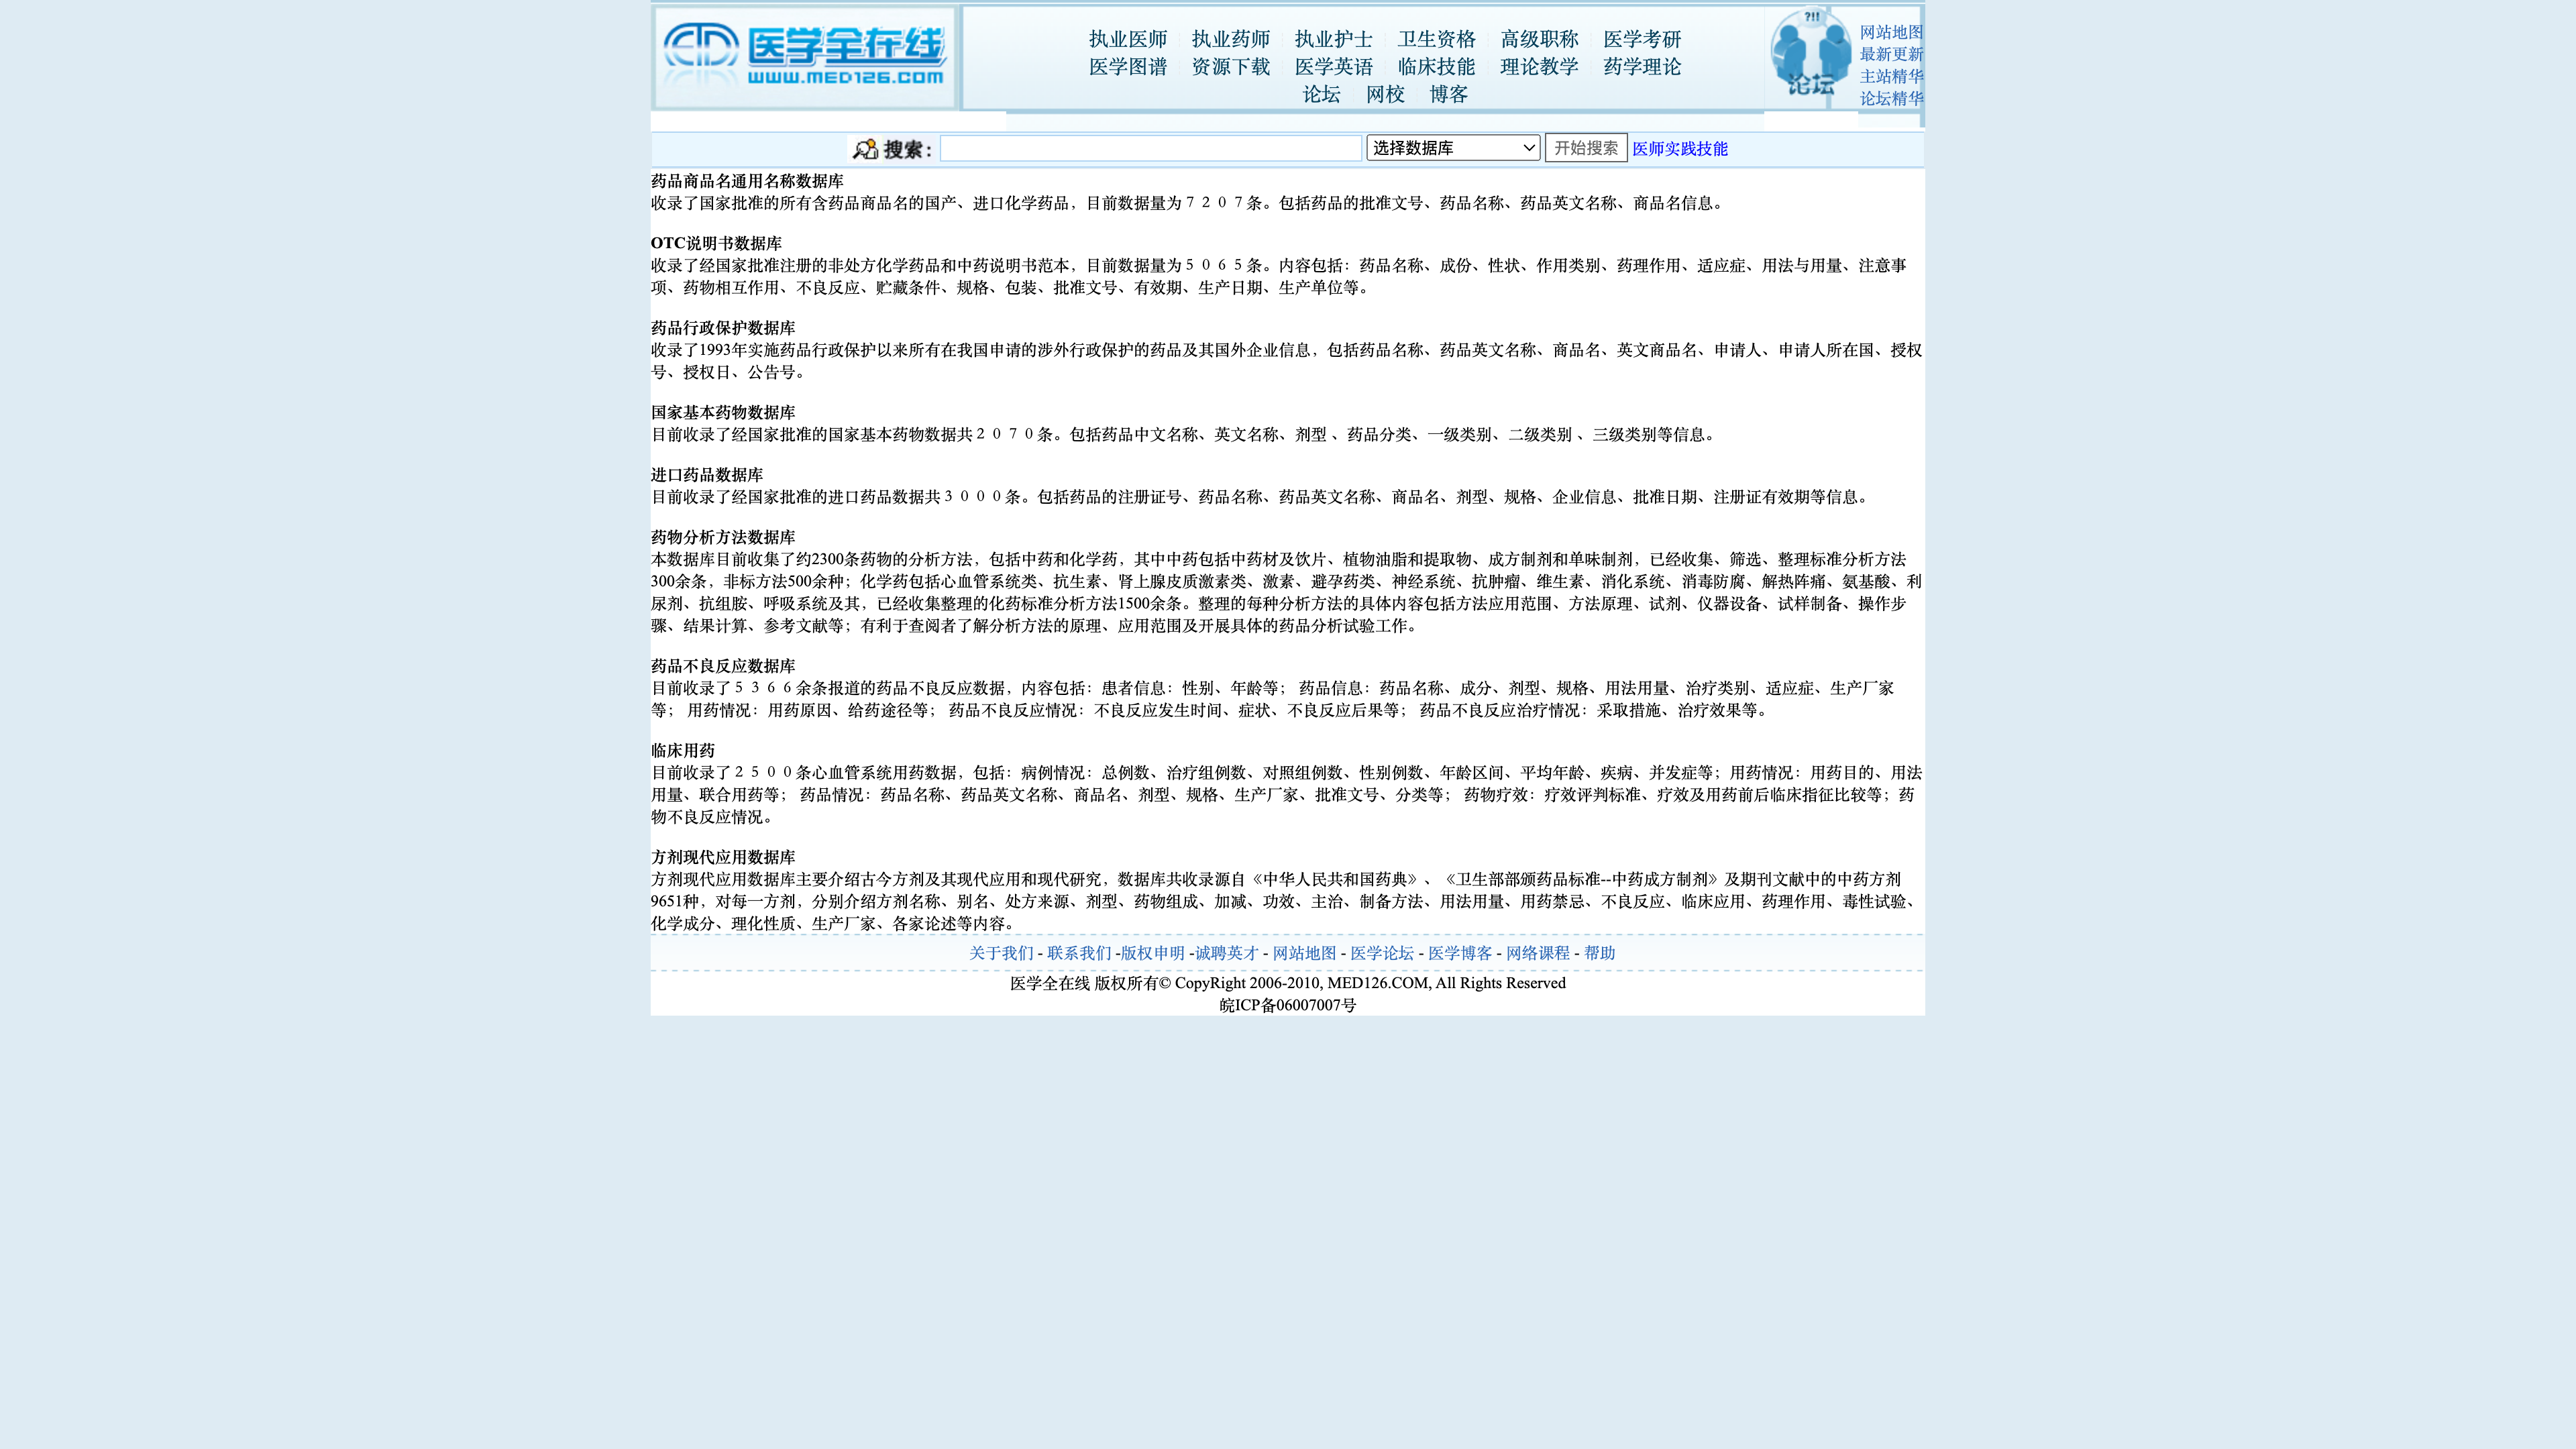 医学全在线
www.MED126.COM
执业医师 执业药师 执业护士 卫生资格 高级职称 医学考研
医学图谱 资源下载 医学英语 临床技能 理论教学 药学理论
论坛 网校 博客
?!!
论坛
网站地图
最新更新
主站精华
论坛精华
搜索: 选择数据库 开始搜索 医师实践技能
药品商品名通用名称数据库
收录了国家批准的所有含药品商品名的国产、进口化学药品，目前数据量为７２０７条。包括药品的批准文号、药品名称、药品英文名称、商品名信息。
OTC说明书数据库
收录了经国家批准注册的非处方化学药品和中药说明书范本，目前数据量为５０６５条。内容包括：药品名称、成份、性状、作用类别、药理作用、适应症、用法与用量、注意事
项、药物相互作用、不良反应、贮藏条件、规格、包装、批准文号、有效期、生产日期、生产单位等。
药品行政保护数据库
收录了1993年实施药品行政保护以来所有在我国申请的涉外行政保护的药品及其国外企业信息，包括药品名称、药品英文名称、商品名、英文商品名、申请人、申请人所在国、授权
号、授权日、公告号。
国家基本药物数据库
目前收录了经国家批准的国家基本药物数据共２０７０条。包括药品中文名称、英文名称、剂型 、药品分类、一级类别、二级类别 、三级类别等信息。
进口药品数据库
目前收录了经国家批准的进口药品数据共３０００条。包括药品的注册证号、药品名称、药品英文名称、商品名、剂型、规格、企业信息、批准日期、注册证有效期等信息。
药物分析方法数据库
本数据库目前收集了约2300条药物的分析方法，包括中药和化学药，其中中药包括中药材及饮片、植物油脂和提取物、成方制剂和单味制剂，已经收集、筛选、整理标准分析方法
300余条，非标方法500余种；化学药包括心血管系统类、抗生素、肾上腺皮质激素类、激素、避孕药类、神经系统、抗肿瘤、维生素、消化系统、消毒防腐、解热阵痛、氨基酸、利
尿剂、抗组胺、呼吸系统及其，已经收集整理的化药标准分析方法1500余条。整理的每种分析方法的具体内容包括方法应用范围、方法原理、试剂、仪器设备、试样制备、操作步
骤、结果计算、参考文献等；有利于查阅者了解分析方法的原理、应用范围及开展具体的药品分析试验工作。
药品不良反应数据库
目前收录了５３６６余条报道的药品不良反应数据，内容包括：患者信息：性别、年龄等； 药品信息：药品名称、成分、剂型、规格、用法用量、治疗类别、适应症、生产厂家
等； 用药情况：用药原因、给药途径等； 药品不良反应情况：不良反应发生时间、症状、不良反应后果等； 药品不良反应治疗情况：采取措施、治疗效果等。
临床用药
目前收录了２５００条心血管系统用药数据，包括：病例情况：总例数、治疗组例数、对照组例数、性别例数、年龄区间、平均年龄、疾病、并发症等；用药情况：用药目的、用法
用量、联合用药等； 药品情况：药品名称、药品英文名称、商品名、剂型、规格、生产厂家、批准文号、分类等； 药物疗效：疗效评判标准、疗效及用药前后临床指征比较等；药
物不良反应情况。
方剂现代应用数据库
方剂现代应用数据库主要介绍古今方剂及其现代应用和现代研究，数据库共收录源自《中华人民共和国药典》、《卫生部部颁药品标准--中药成方制剂》及期刊文献中的中药方剂
9651种，对每一方剂，分别介绍方剂名称、别名、处方来源、剂型、药物组成、加减、功效、主治、制备方法、用法用量、用药禁忌、不良反应、临床应用、药理作用、毒性试验、
化学成分、理化性质、生产厂家、各家论述等内容。
关于我们 - 联系我们 -版权申明 -诚聘英才 - 网站地图 - 医学论坛 - 医学博客 - 网络课程 - 帮助
医学全在线 版权所有© CopyRight 2006-2010, MED126.COM, All Rights Reserved
皖ICP备06007007号